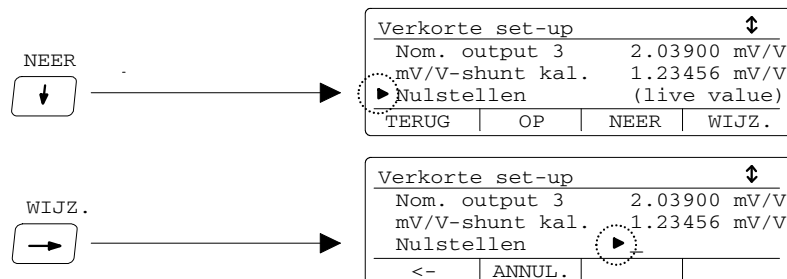 NEER
Verkorte set-up
Nom. output 3 2.03900 mV/V
mV/V-shunt kal. 1.23456 mV/V
Nulstellen (live value)
TERUG OP NEER WIJZ.
WIJZ.
Verkorte set-up
Nom. output 3 2.03900 mV/V
mV/V-shunt kal. 1.23456 mV/V
Nulstellen _
<- ANNUL.